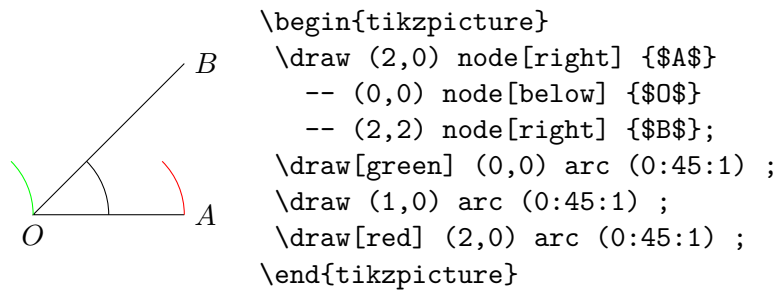 B
A
O
\begin{tikzpicture}
\draw (2,0) node[right] {$A$}
-- (0,0) node[below] {$O$}
-- (2,2) node[right] {$B$};
\draw[green] (0,0) arc (0:45:1) ;
\draw (1,0) arc (0:45:1) ;
\draw[red] (2,0) arc (0:45:1) ;
\end{tikzpicture}